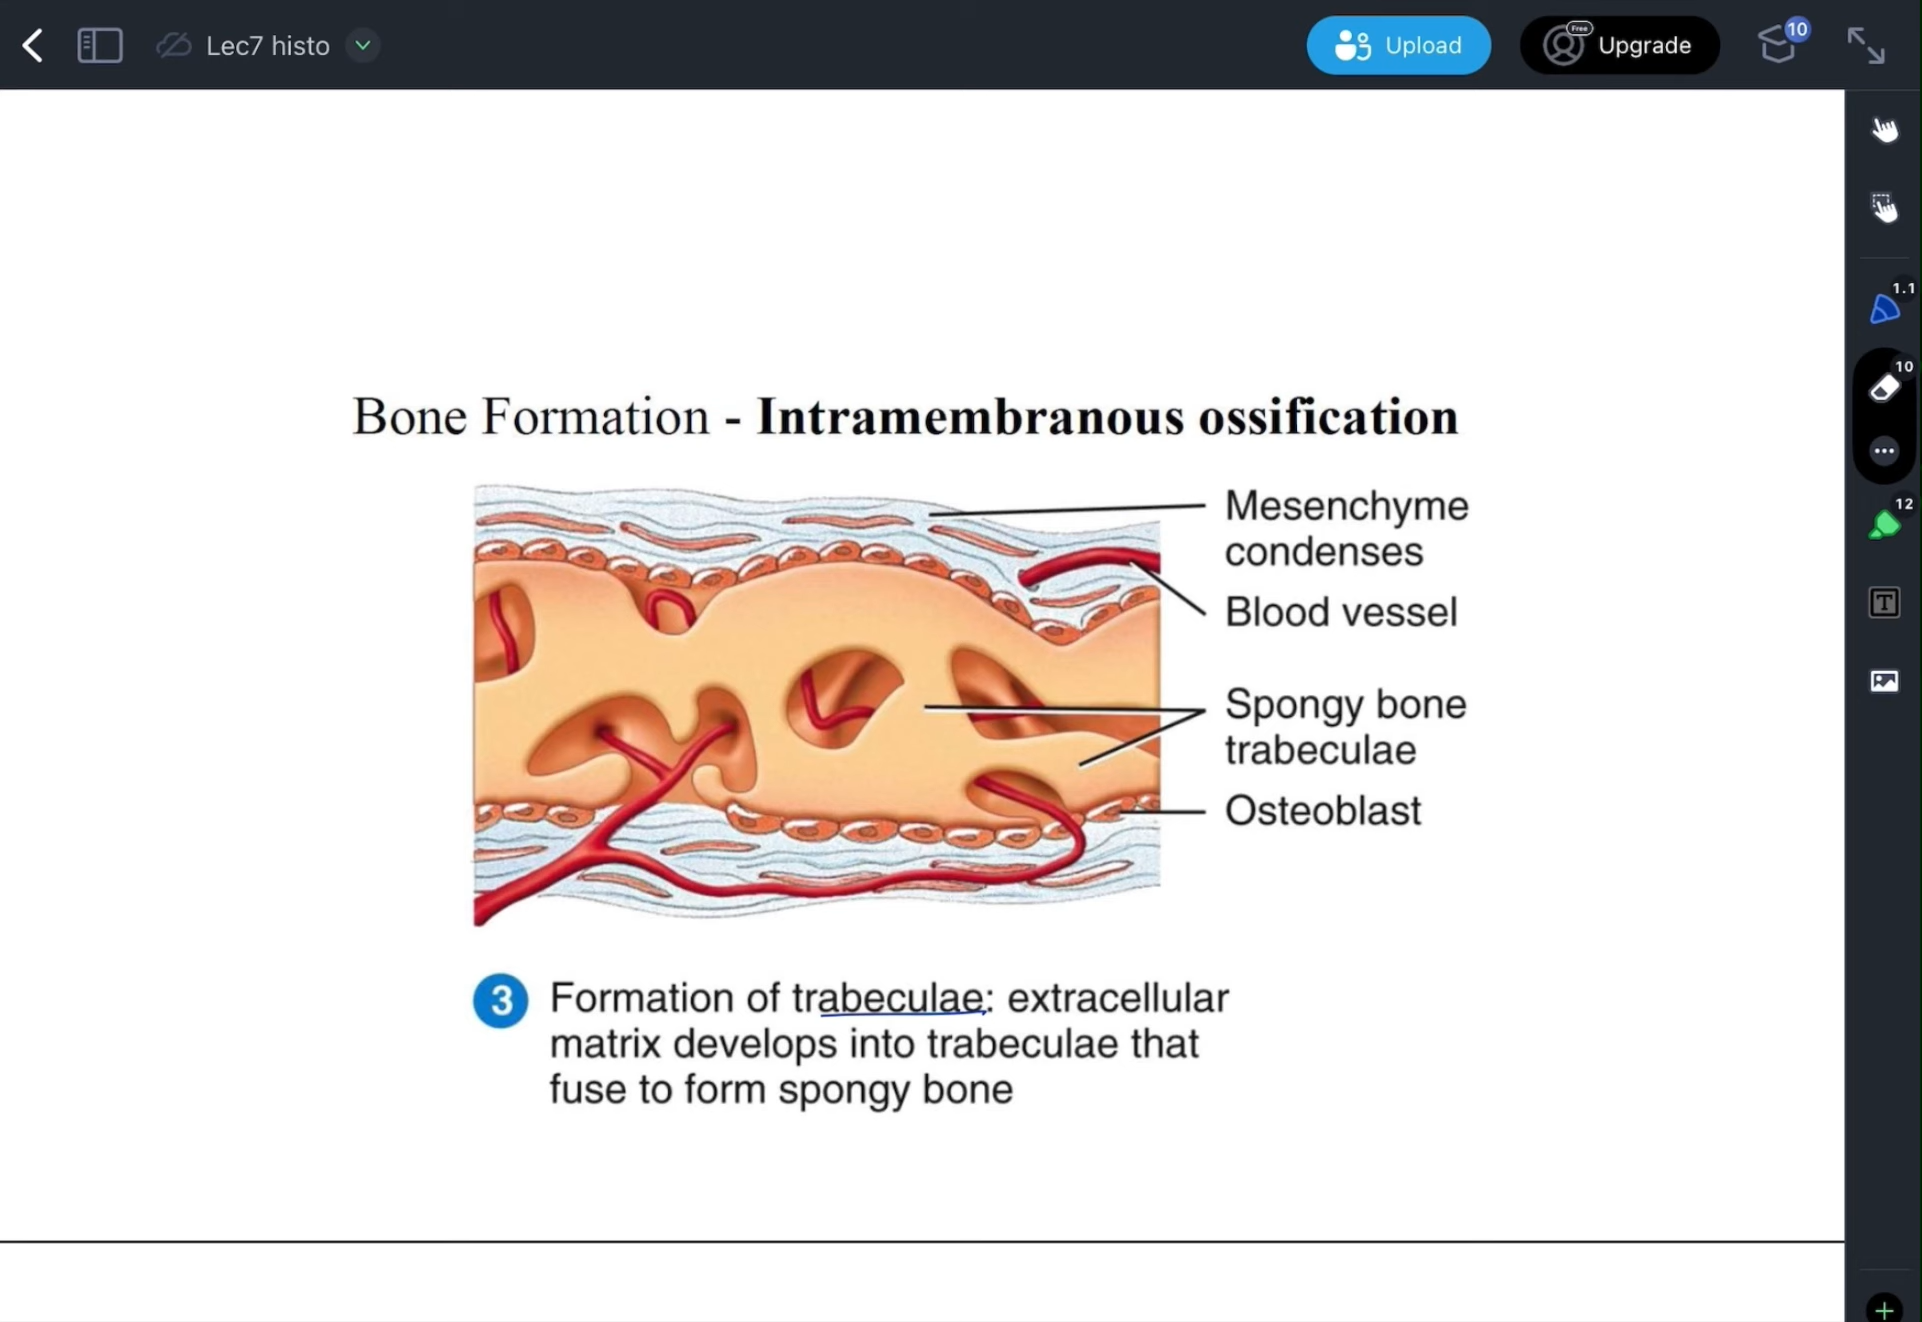 Lec7 histo
Upload
Free
Upgrade
10
1.1
10
12
T
Bone Formation - Intramembranous ossification
Mesenchyme
condenses
Blood vessel
Spongy bone
trabeculae
Osteoblast
3 Formation of trabeculae: extracellular
matrix develops into trabeculae that
fuse to form spongy bone